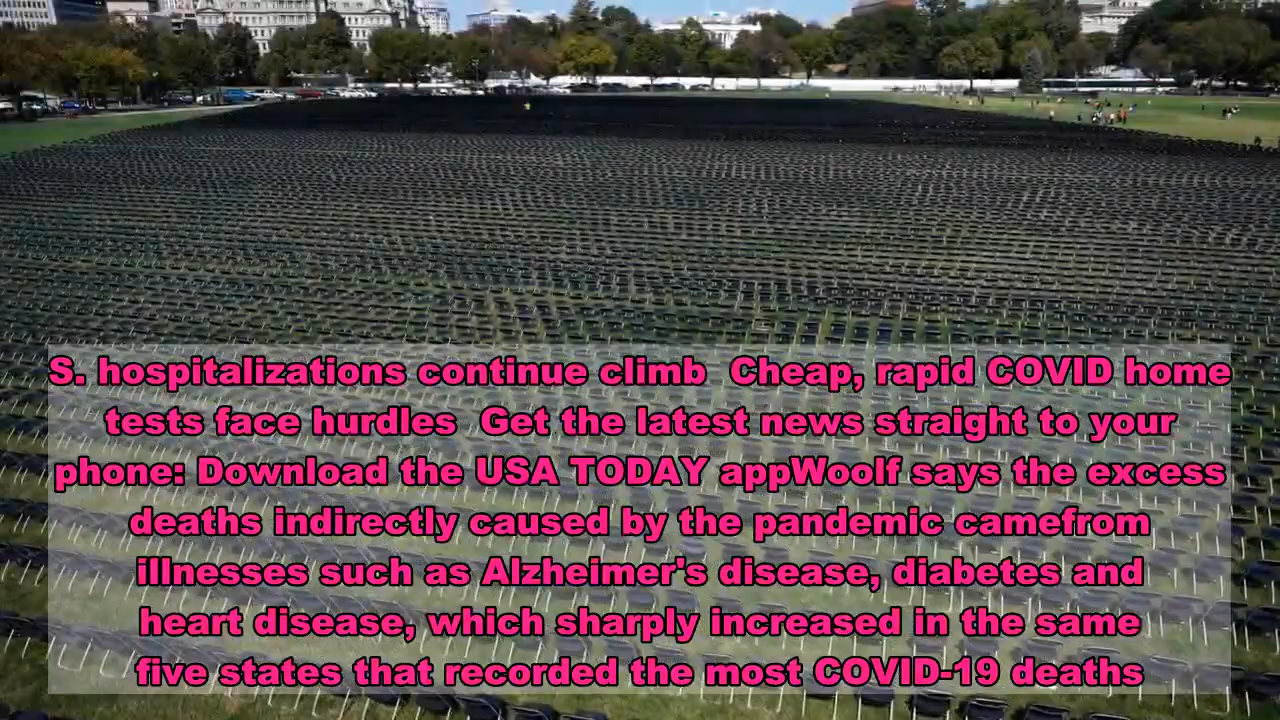 S. hospitalizations continue climb  Cheap, rapid COVID home
tests face hurdles  Get the latest news straight to your
phone: Download the USA TODAY appWoolf says the excess
deaths indirectly caused by the pandemic camefrom
illnesses such as Alzheimer's disease, diabetes and
heart disease, which sharply increased in the same
five states that recorded the most COVID-19 deaths